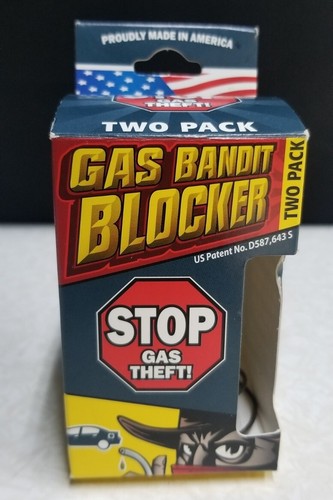 PROUDLY MADE IN AMERICA
GAS
THEFT!
TWO PACK
GAS BANDIT
BLOCKER
TWO PACK
US Patent No. D587,643 S
STOP
GAS
THEFT!